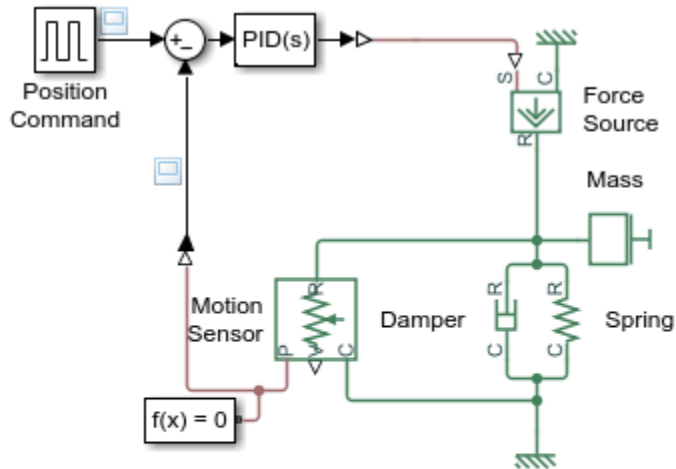 PID(s)
Position
Command
S
C
Force
Source
R
Mass
Motion
Sensor
R
P
V
C
Damper
R
C
R
C
Spring
f(x) = 0